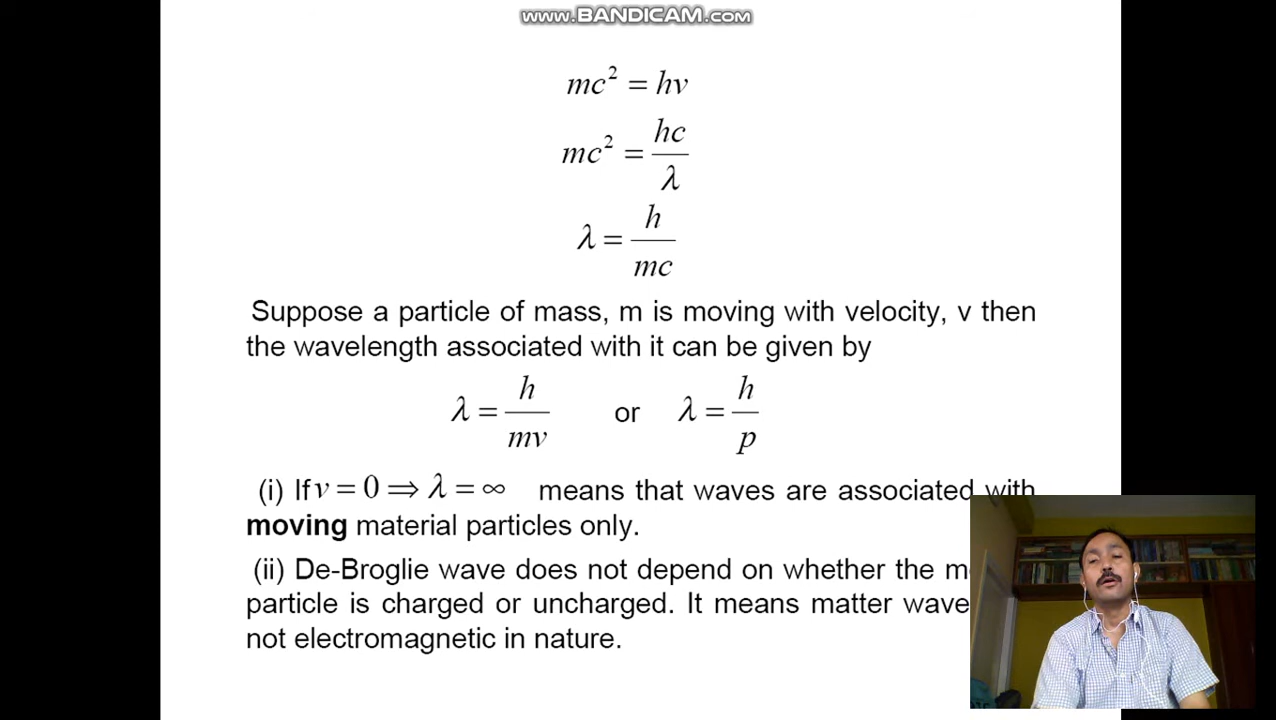 www.BANDICAM.com
mc² = hν
mc² = hc/λ
λ = h/mc
Suppose a particle of mass, m is moving with velocity, v then
the wavelength associated with it can be given by
λ = h/mv or λ = h/p
(i) If v = 0 ⇒ λ = ∞ means that waves are associated with
moving material particles only.
(ii) De-Broglie wave does not depend on whether the
particle is charged or uncharged. It means matter wave
not electromagnetic in nature.